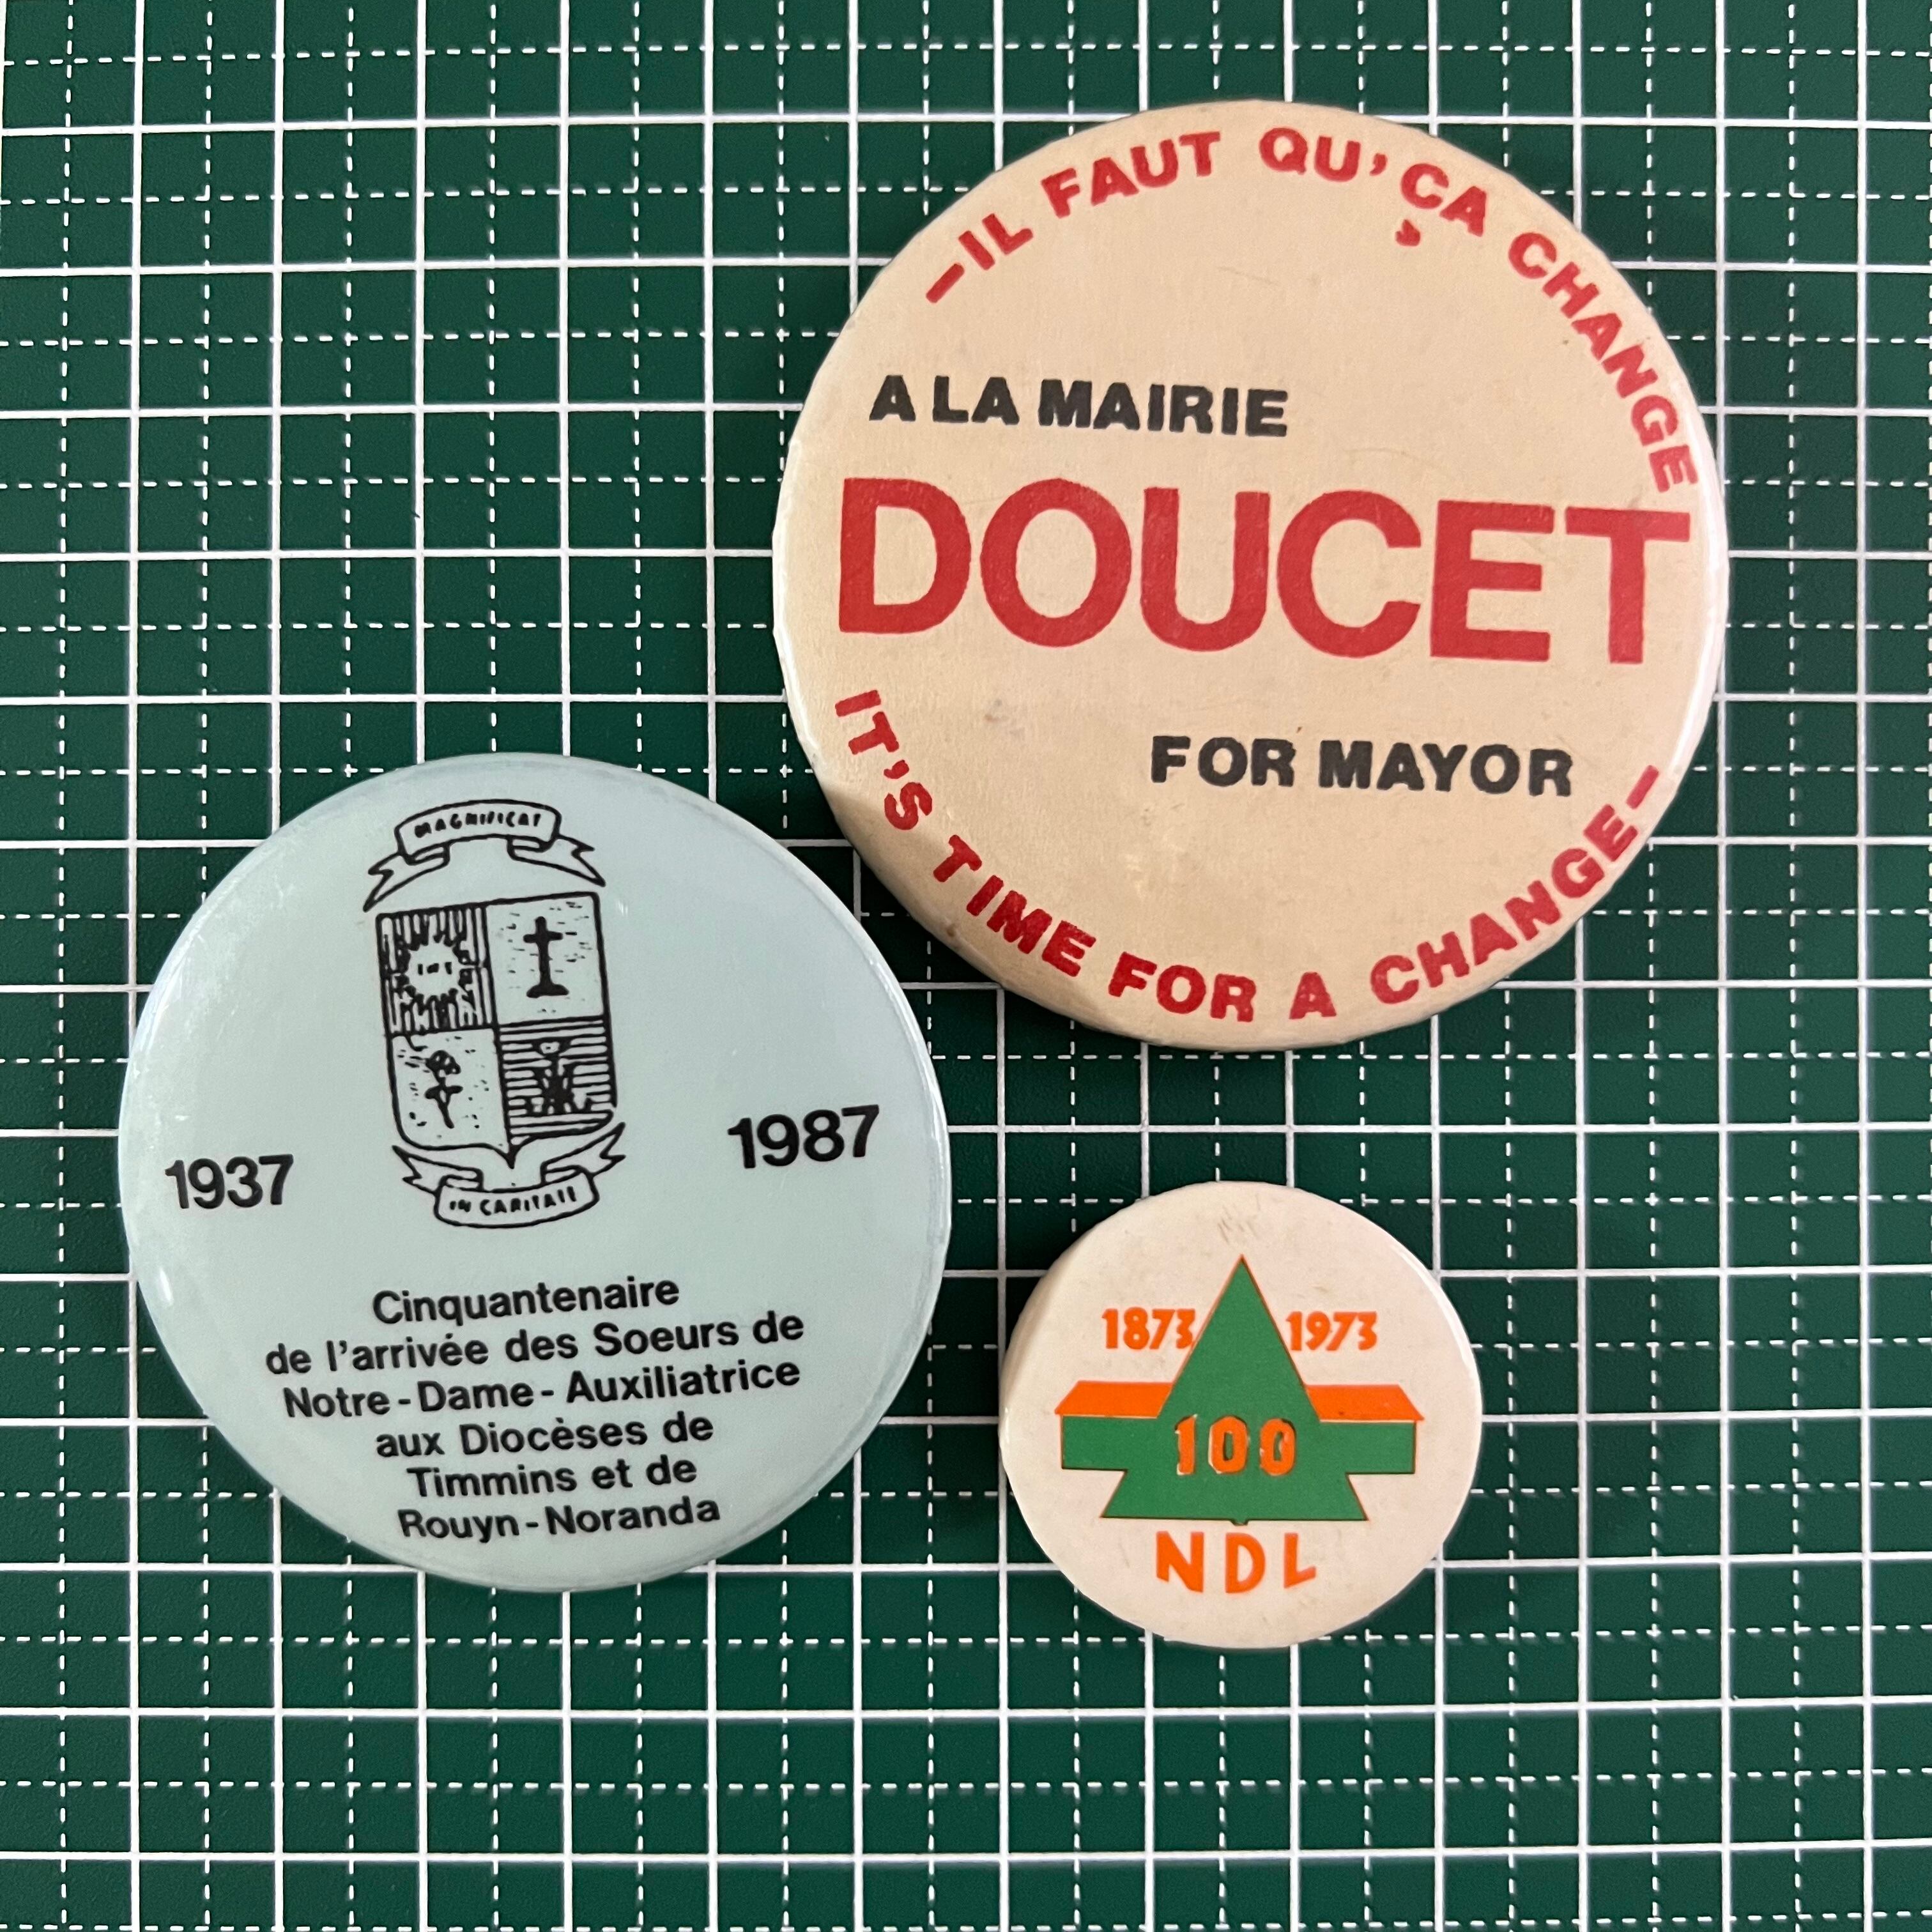 -IL FAUT QU'ÇA CHANGE
A LA MAIRIE
DOUCET
FOR MAYOR
IT'S TIME FOR A CHANGE-
MAGNIFICAT
IN CARITATE
1937
1987
Cinquantenaire
de l'arrivée des Soeurs de
Notre-Dame-Auxiliatrice
aux Diocèses de
Timmins et de
Rouyn-Noranda
1873 1973
100
NDL